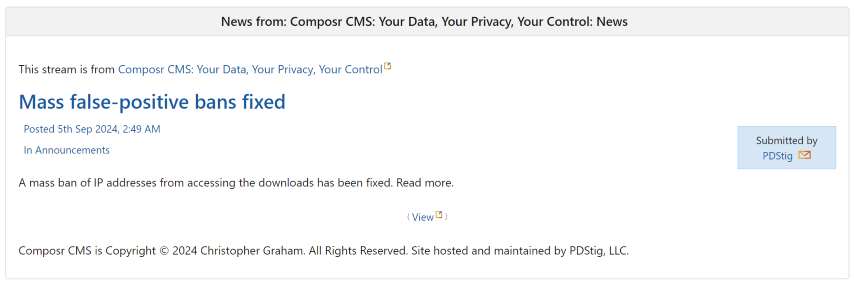 News from: Composr CMS: Your Data, Your Privacy, Your Control: News
This stream is from Composr CMS: Your Data, Your Privacy, Your Control
Mass false-positive bans fixed
Posted 5th Sep 2024, 2:49 AM
In Announcements
Submitted by
PDStig
A mass ban of IP addresses from accessing the downloads has been fixed. Read more.
( View )
Composr CMS is Copyright © 2024 Christopher Graham. All Rights Reserved. Site hosted and maintained by PDStig, LLC.